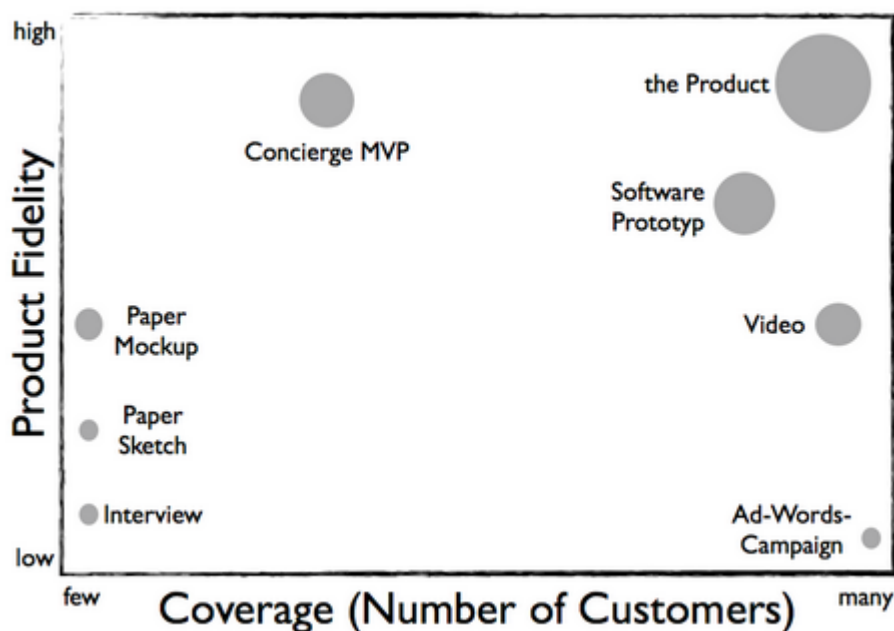 high
the Product
Concierge MVP
Software
Prototyp
Product Fidelity
Paper
Mockup
Video
Paper
Sketch
Interview
Ad-Words-
Campaign
low
few
Coverage (Number of Customers)
many